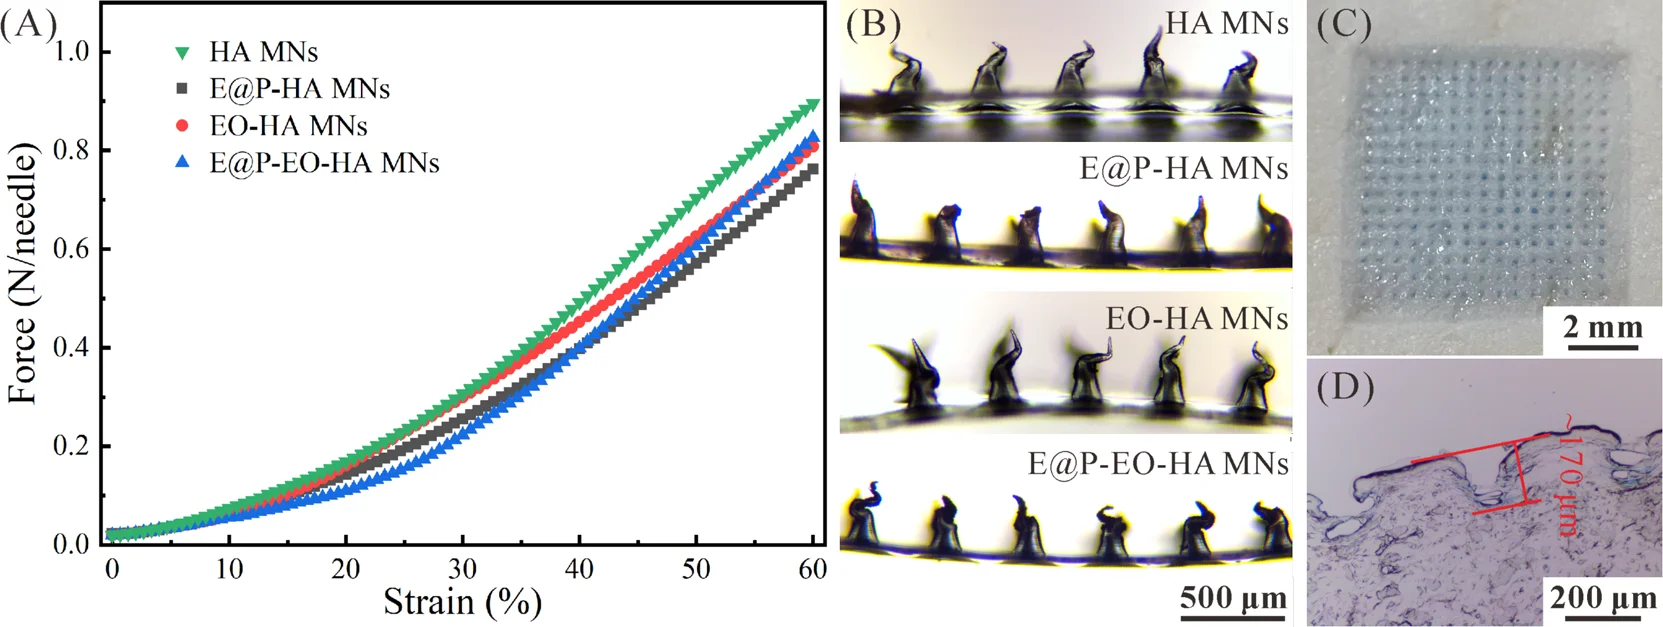 (A)
HA MNs
E@P-HA MNs
EO-HA MNs
E@P-EO-HA MNs
1.0
0.8
0.6
0.4
0.2
0.0
Force (N/needle)
0 10 20 30 40 50 60
Strain (%)
(B)
HA MNs
E@P-HA MNs
EO-HA MNs
E@P-EO-HA MNs
500 μm
(C)
2 mm
(D)
~170 μm
200 μm